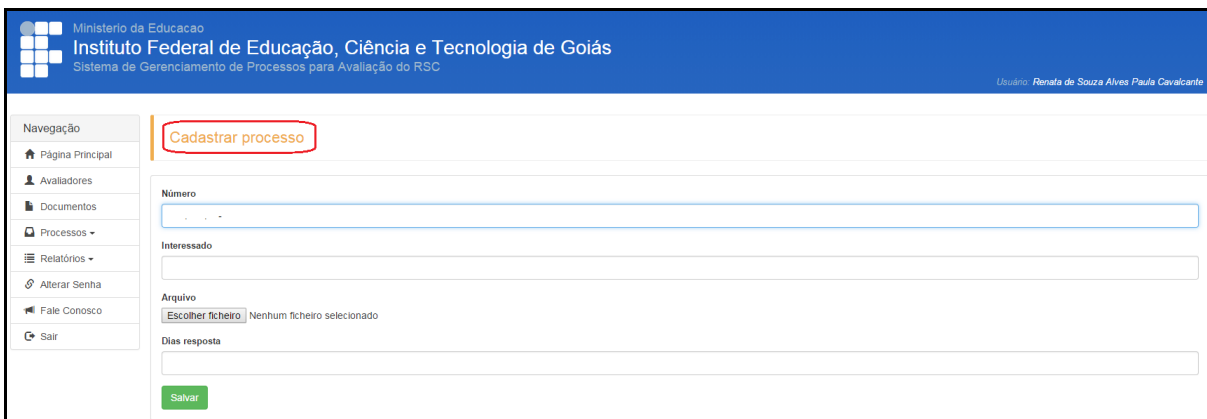 Ministerio da Educacao
Instituto Federal de Educação, Ciência e Tecnologia de Goiás
Sistema de Gerenciamento de Processos para Avaliação do RSC
Usuário: Renata de Souza Alves Paula Cavalcante
Navegação
Página Principal
Avaliadores
Documentos
Processos
Relatórios
Alterar Senha
Fale Conosco
Sair
Cadastrar processo
Número
. . -
Interessado
Arquivo
Escolher ficheiro Nenhum ficheiro selecionado
Dias resposta
Salvar